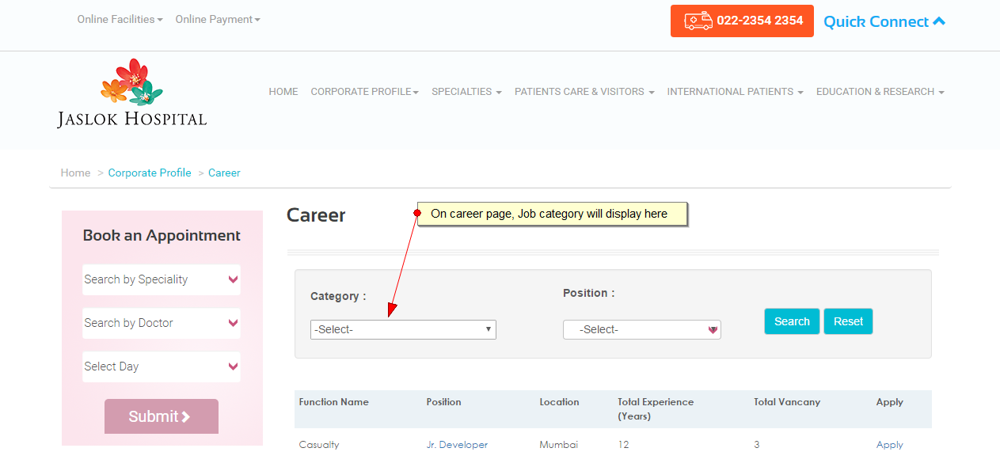 Online Facilities Online Payment 022-2354 2354 Quick Connect
JASLOK HOSPITAL
HOME CORPORATE PROFILE SPECIALTIES PATIENTS CARE & VISITORS INTERNATIONAL PATIENTS EDUCATION & RESEARCH
Home > Corporate Profile > Career
Book an Appointment
Search by Speciality
Search by Doctor
Select Day
Submit
Career
On career page, Job category will display here
Category : Position :
-Select- -Select- Search Reset
Function Name Position Location Total Experience (Years) Total Vancany Apply
Casualty Jr. Developer Mumbai 12 3 Apply